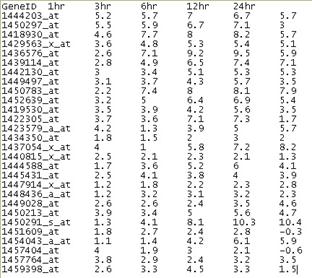 GeneID 1hr 3hr 6hr 12hr 24hr
1444203_at 5.2 5.7 7 6.7 5.7
1450297_at 5.5 5.9 6.7 7.1 3
1418930_at 4.6 7.7 8 8.2 5.7
1429563_x_at 3.6 4.8 5.3 5.4 5.1
1436576_at 2.6 7.1 9.2 9.5 5.9
1439114_at 2.8 4.9 6.5 7.4 7.1
1442130_at 3 3.4 5.1 5.3 5.3
1449497_at 3.1 3.7 4.3 5.7 3.5
1450783_at 2.2 7.4 8 8.1 7.9
1452639_at 3.2 5 6.4 6.9 5.4
1419530_at 3.5 3.9 4.2 5 3.5
1422305_at 3.7 3.6 7.1 7.3 1.7
1423579_a_at 4.2 1.3 3.9 5 5.7
1434350_at 1.8 1.5 2 3 2
1437054_x_at 4 1 5.8 7.2 8.2
1440815_x_at 2.5 2.1 2.3 2.1 1.3
1444588_at 1.7 3.6 5.2 6 4.1
1445431_at 2.5 4.1 3.8 4 3.9
1447914_x_at 1.2 1.8 2.2 2.3 2.8
1448436_a_at 1.2 3.2 3.1 3.2 2.3
1449028_at 2.6 2.6 2.4 3.5 4.6
1450213_at 3.9 3.4 5 5.6 4.7
1450291_s_at 1.3 4.1 8.1 10.3 10.4
1451609_at 1.8 2.7 2.4 2.8 -0.3
1454043_a_at 1.1 1.4 4.2 6.1 5.9
1457404_at 4 1.9 3 2.1 -0.6
1457764_at 3.8 2.9 2.4 3.2 3.5
1459398_at 2.6 3.3 4.5 3.3 1.5